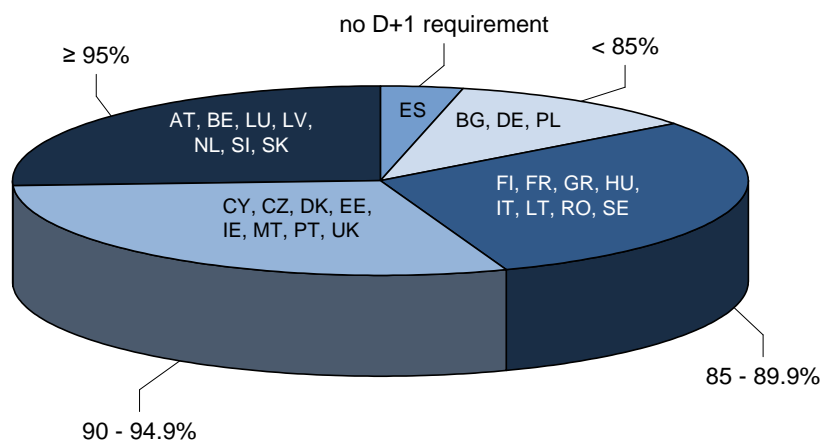 no D+1 requirement
≥ 95%
< 85%
ES
AT, BE, LU, LV,
NL, SI, SK
BG, DE, PL
FI, FR, GR, HU,
IT, LT, RO, SE
CY, CZ, DK, EE,
IE, MT, PT, UK
85 - 89.9%
90 - 94.9%